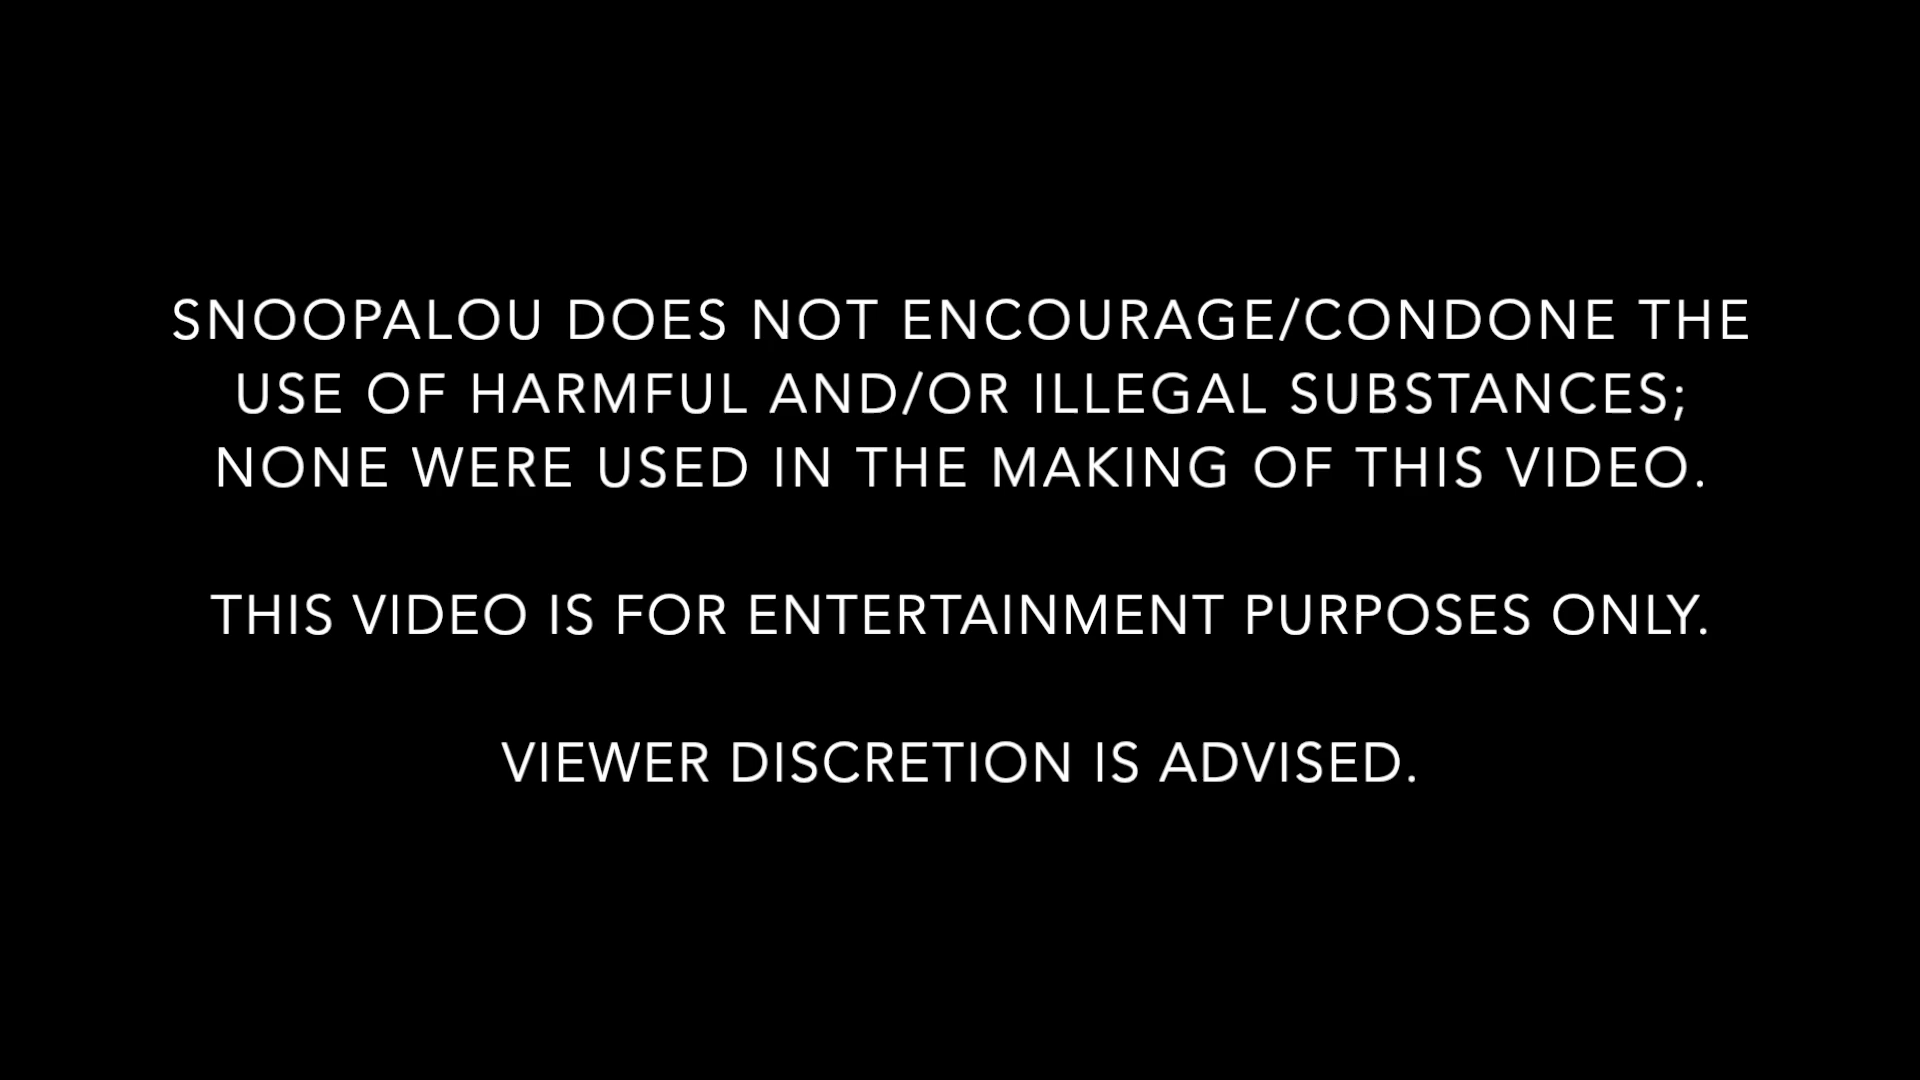 SNOOPALOU DOES NOT ENCOURAGE/CONDONE THE
USE OF HARMFUL AND/OR ILLEGAL SUBSTANCES;
NONE WERE USED IN THE MAKING OF THIS VIDEO.
THIS VIDEO IS FOR ENTERTAINMENT PURPOSES ONLY.
VIEWER DISCRETION IS ADVISED.